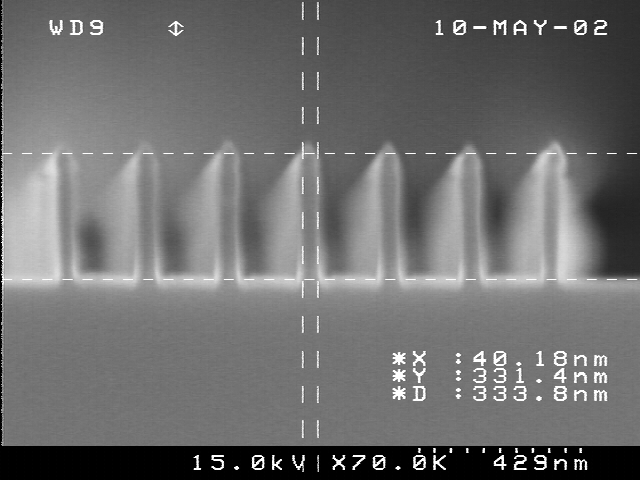 WD9 ⇕ 10-MAY-02
*X :40.18nm
*Y :331.4nm
*D :333.8nm
15.0kV X70.0K 429nm